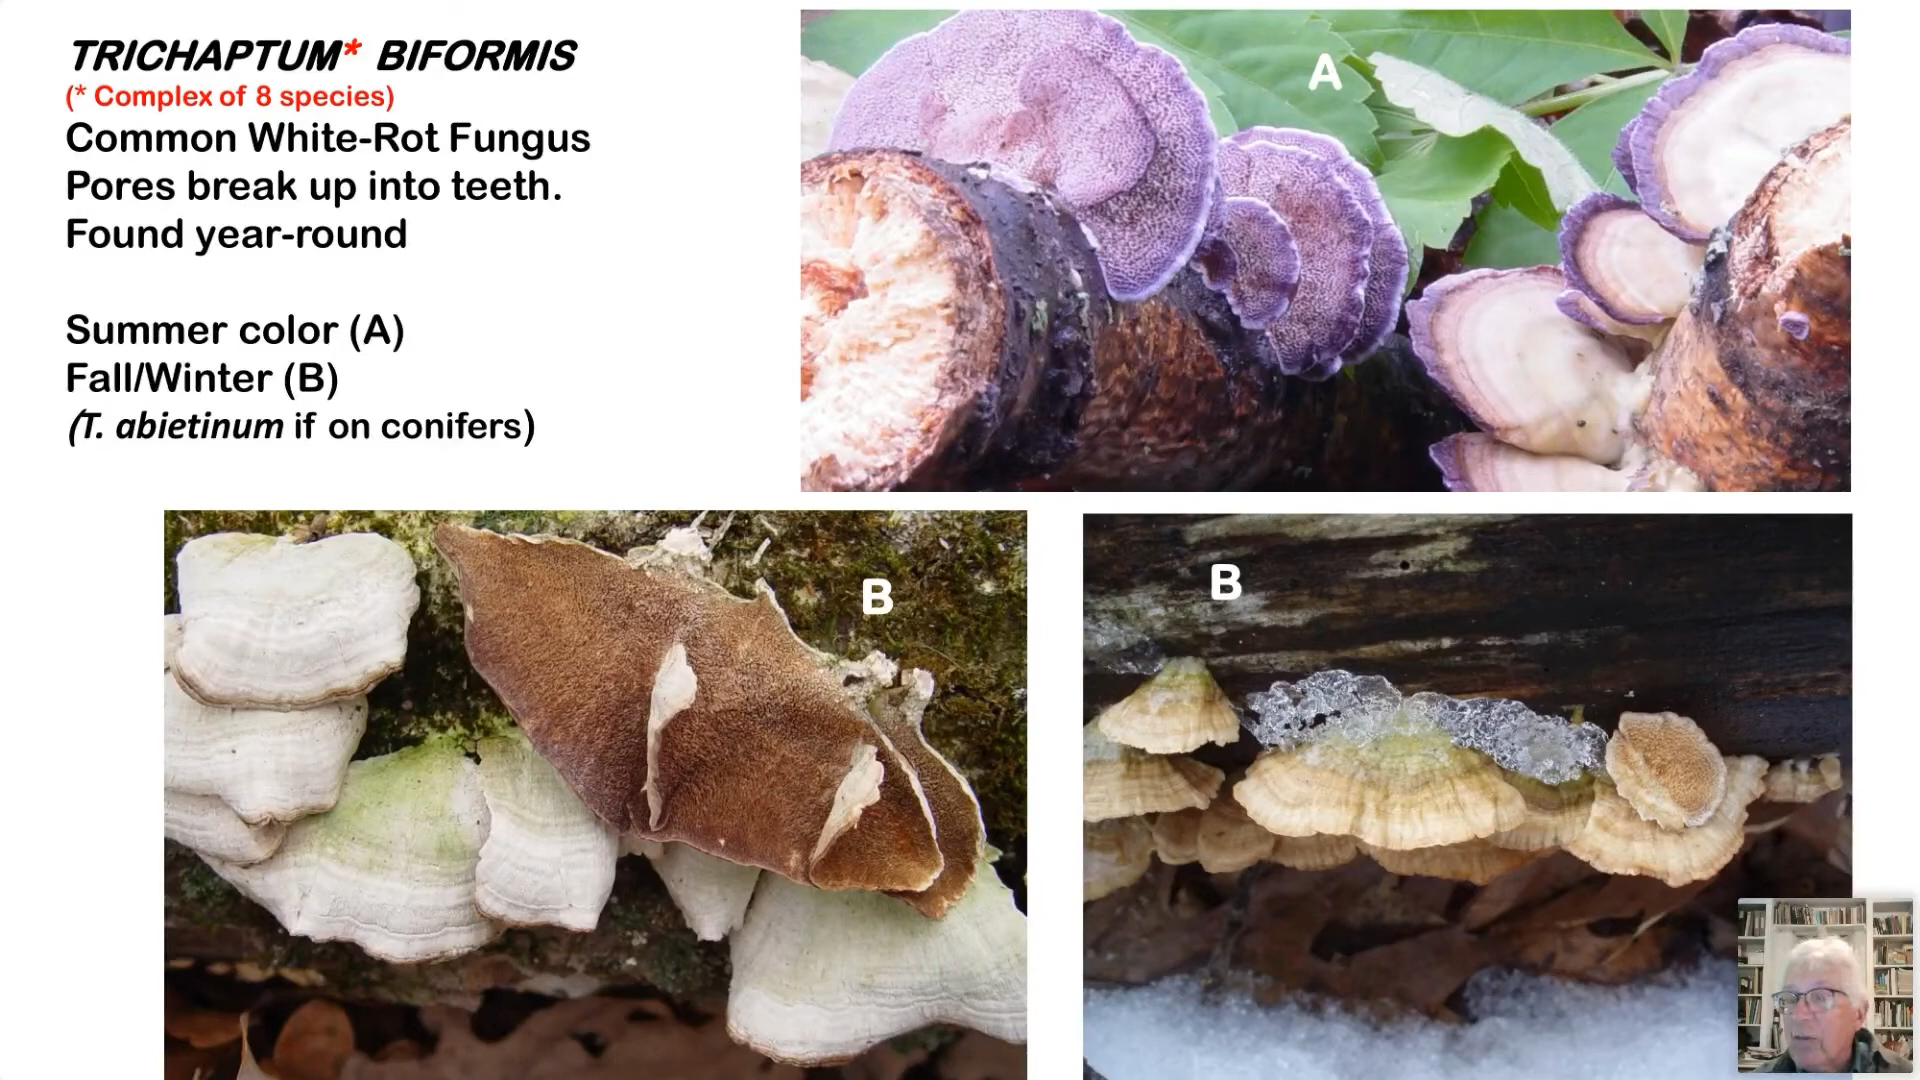 TRICHAPTUM* BIFORMIS
(* Complex of 8 species)
Common White-Rot Fungus
Pores break up into teeth.
Found year-round
Summer color (A)
Fall/Winter (B)
(T. abietinum if on conifers)
A
B
B